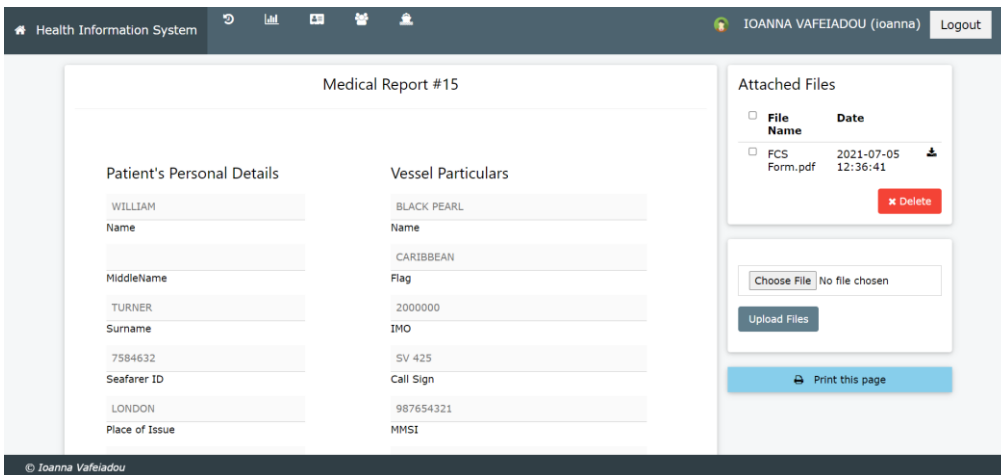 Health Information System
IOANNA VAFEIADOU (ioanna)
Logout
Medical Report #15
Patient's Personal Details
WILLIAM
Name
MiddleName
TURNER
Surname
7584632
Seafarer ID
LONDON
Place of Issue
Vessel Particulars
BLACK PEARL
Name
CARIBBEAN
Flag
2000000
IMO
SV 425
Call Sign
987654321
MMSI
Attached Files
File Name Date
FCS Form.pdf 2021-07-05 12:36:41
Delete
Choose File No file chosen
Upload Files
Print this page
© Ioanna Vafeiadou